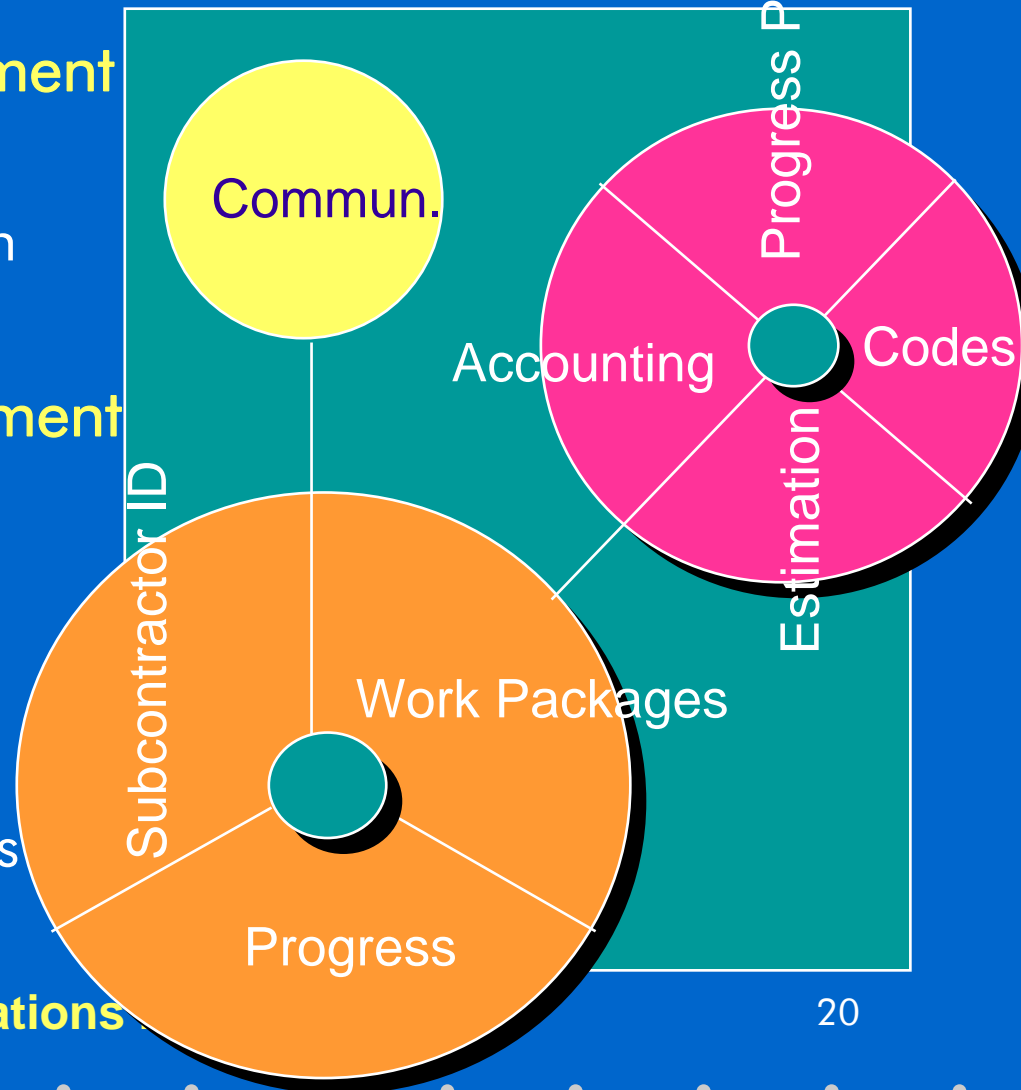 ment
Commun.
Progress P
n
Accounting
Codes
ment
Estimation
Subcontractor ID
Work Packages
s
Progress
ations
20